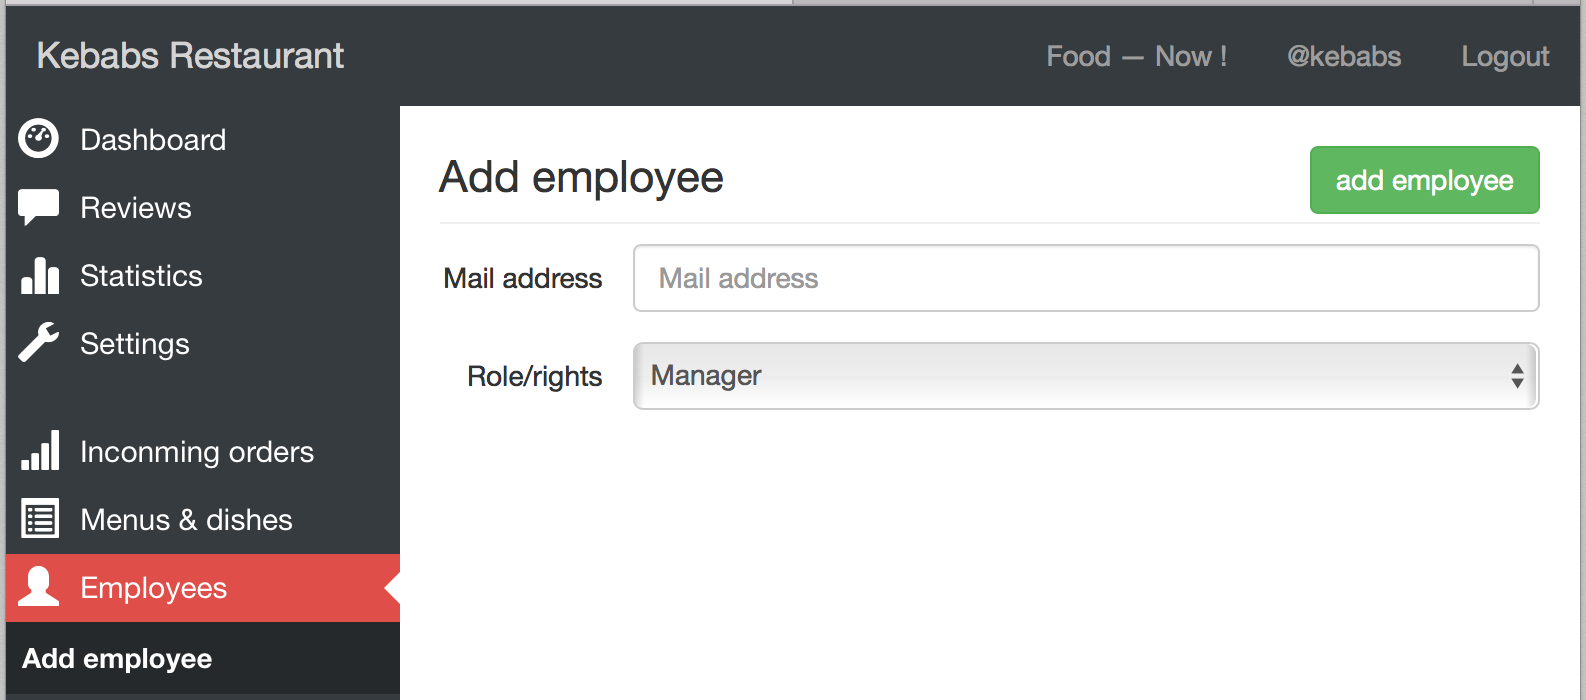 Kebabs Restaurant
Food — Now ! @kebabs Logout
Dashboard
Reviews
Statistics
Settings
Inconming orders
Menus & dishes
Employees
Add employee
Add employee
add employee
Mail address Mail address
Role/rights Manager